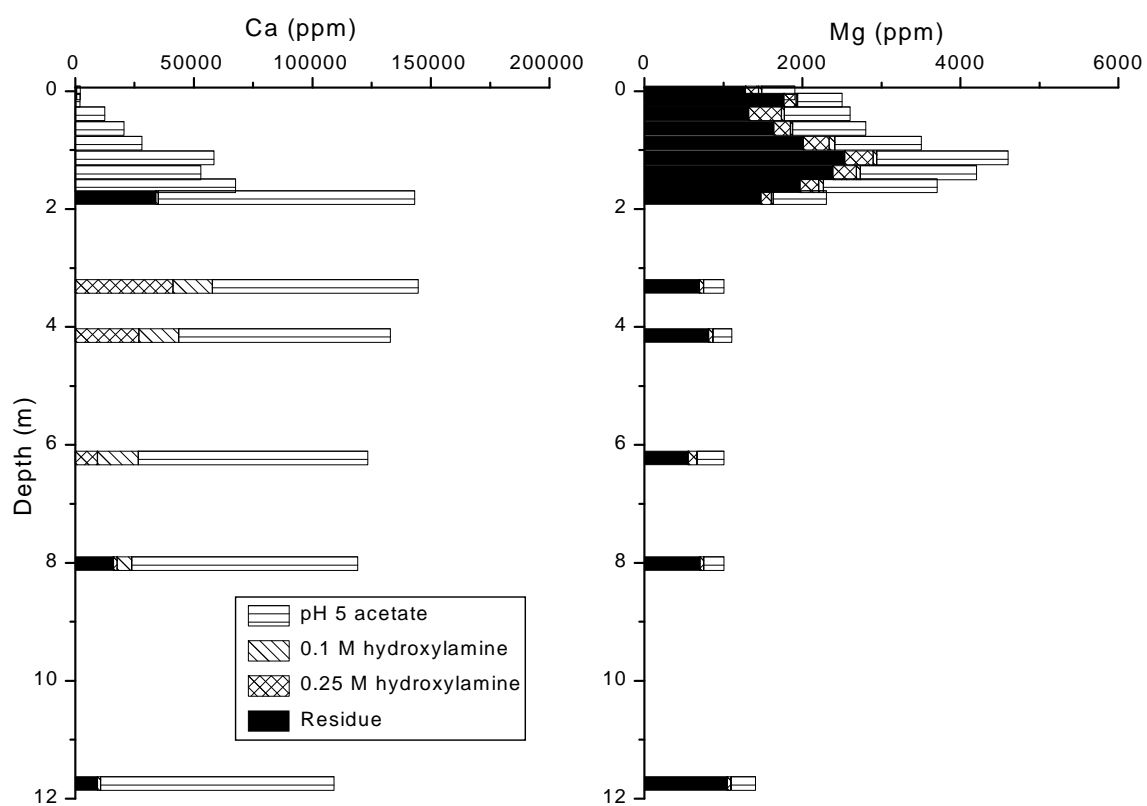 Ca (ppm)
Mg (ppm)
0 50000 100000 150000 200000
0 2000 4000 6000
0
2
4
6
8
10
12
Depth (m)
pH 5 acetate
0.1 M hydroxylamine
0.25 M hydroxylamine
Residue
0
2
4
6
8
10
12